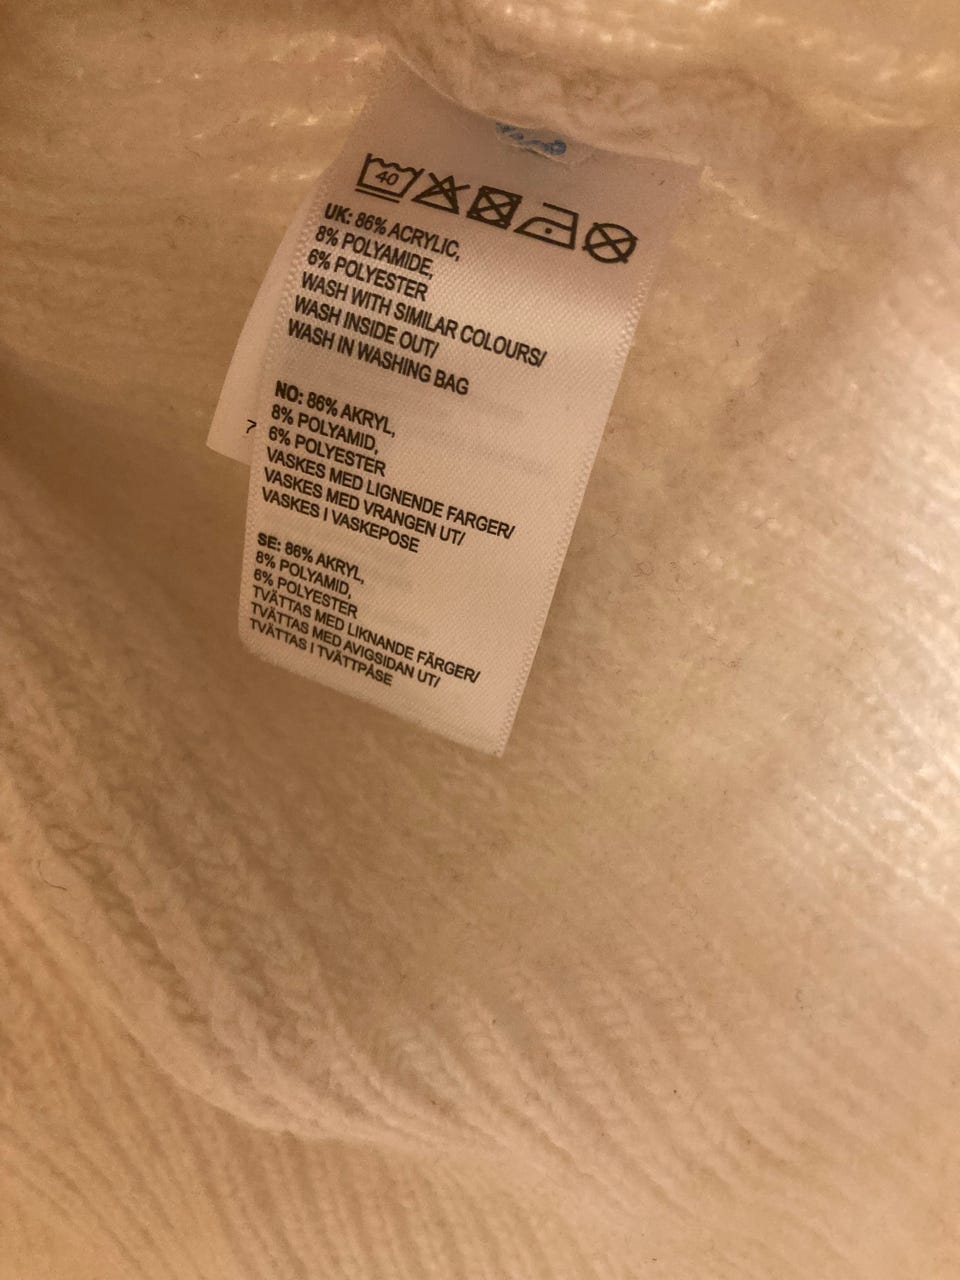 40
UK: 86% ACRYLIC,
8% POLYAMIDE,
6% POLYESTER
WASH WITH SIMILAR COLOURS/
WASH INSIDE OUT/
WASH IN WASHING BAG
NO: 86% AKRYL,
8% POLYAMID,
6% POLYESTER
VASKES MED LIGNENDE FARGER/
VASKES MED VRANGEN UT/
VASKES I VASKEPOSE
SE: 86% AKRYL,
8% POLYAMID,
6% POLYESTER
TVÄTTAS MED LIKNANDE FÄRGER/
TVÄTTAS MED AVIGSIDAN UT/
TVÄTTAS I TVÄTTPÅSE